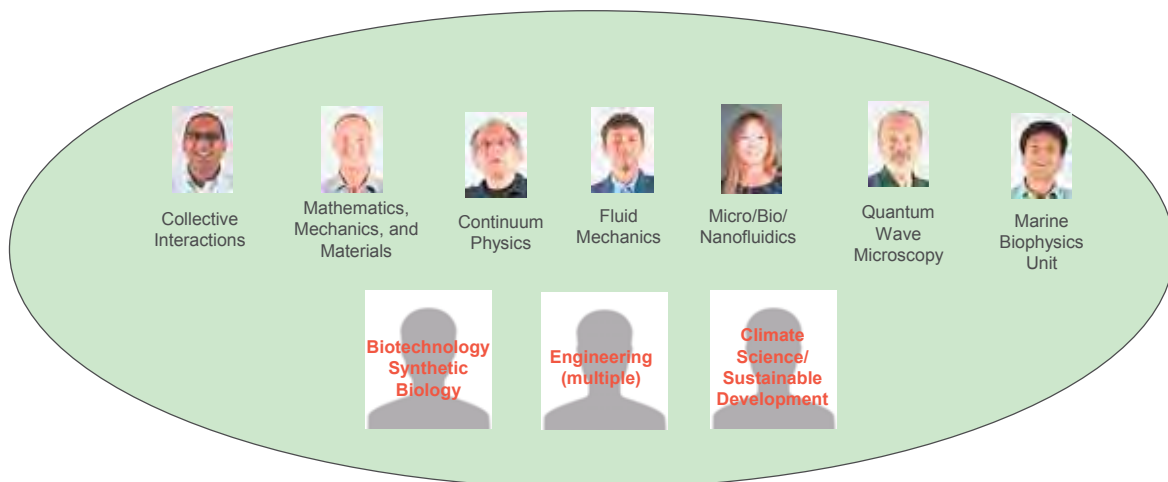 Collective
Interactions
Mathematics,
Mechanics, and
Materials
Continuum
Physics
Fluid
Mechanics
Micro/Bio/
Nanofluidics
Quantum
Wave
Microscopy
Marine
Biophysics
Unit
Biotechnology
Synthetic
Biology
Engineering
(multiple)
Climate
Science/
Sustainable
Development